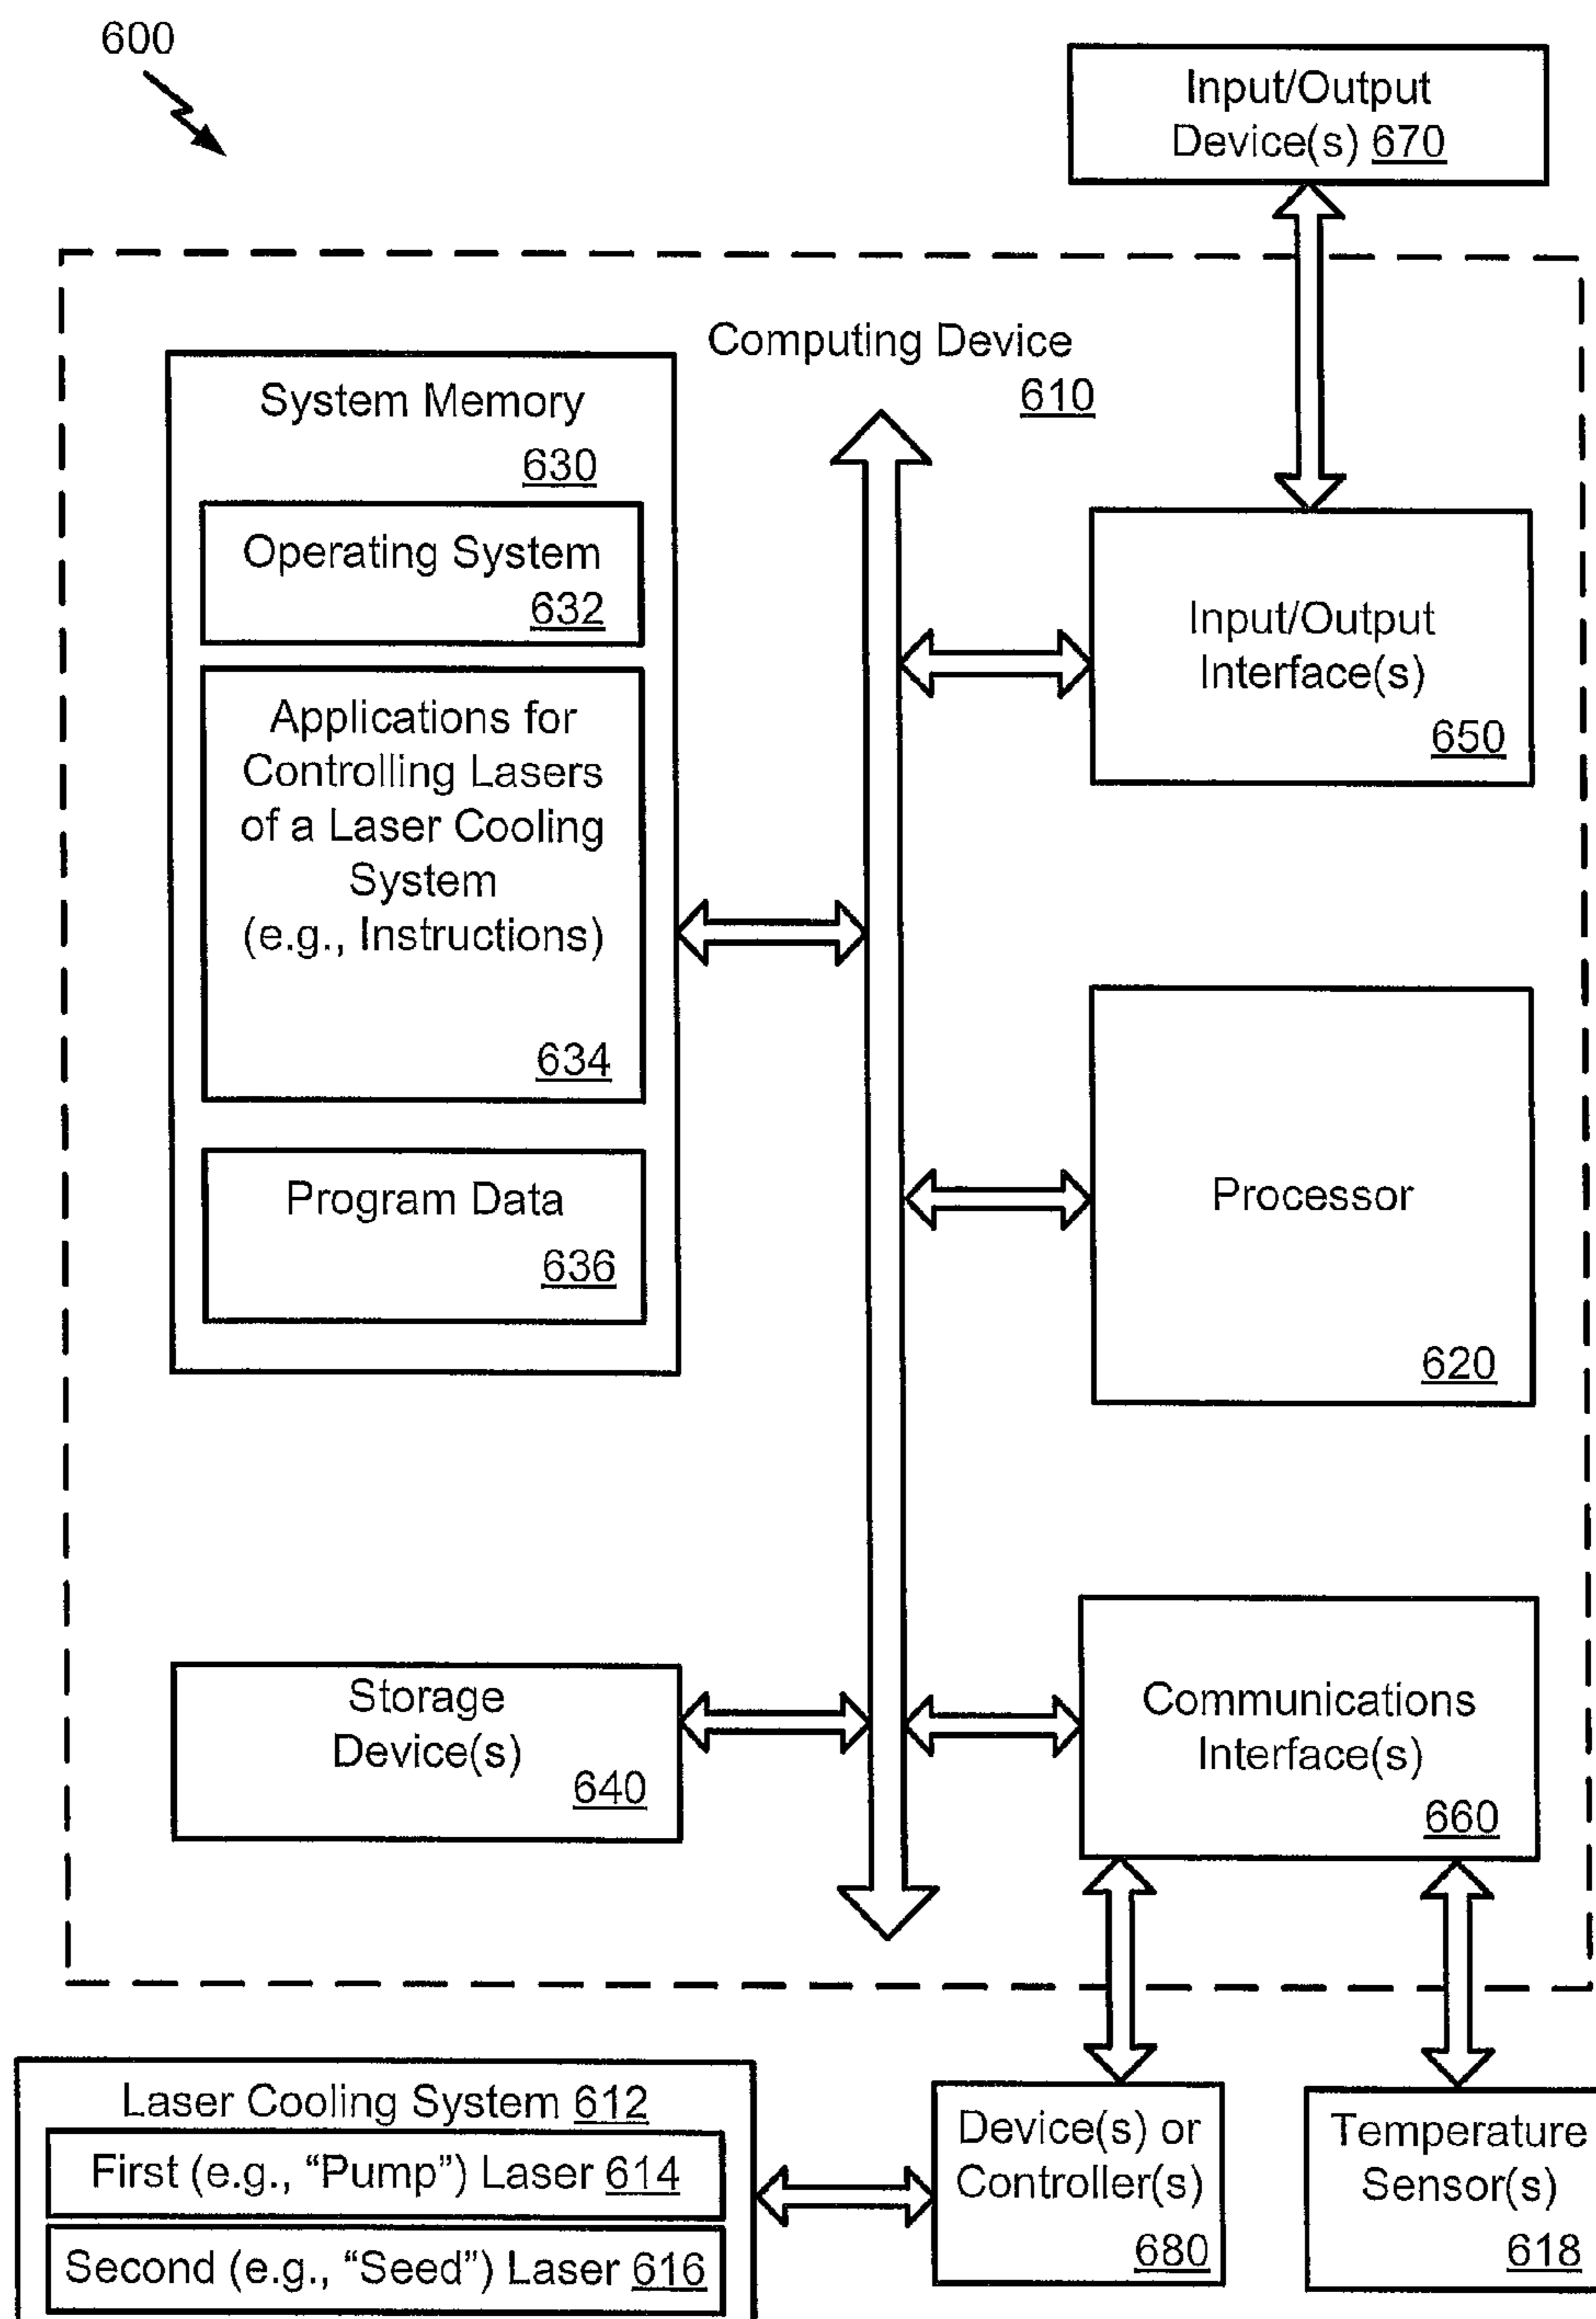 600
Input/Output
Device(s) 670
Computing Device
610
System Memory
630
Operating System
632
Applications for
Controlling Lasers
of a Laser Cooling
System
(e.g., Instructions)
634
Program Data
636
Input/Output
Interface(s)
650
Processor
620
Storage
Device(s)
640
Communications
Interface(s)
660
Laser Cooling System 612
First (e.g., “Pump”) Laser 614
Second (e.g., “Seed”) Laser 616
Device(s) or
Controller(s)
680
Temperature
Sensor(s)
618